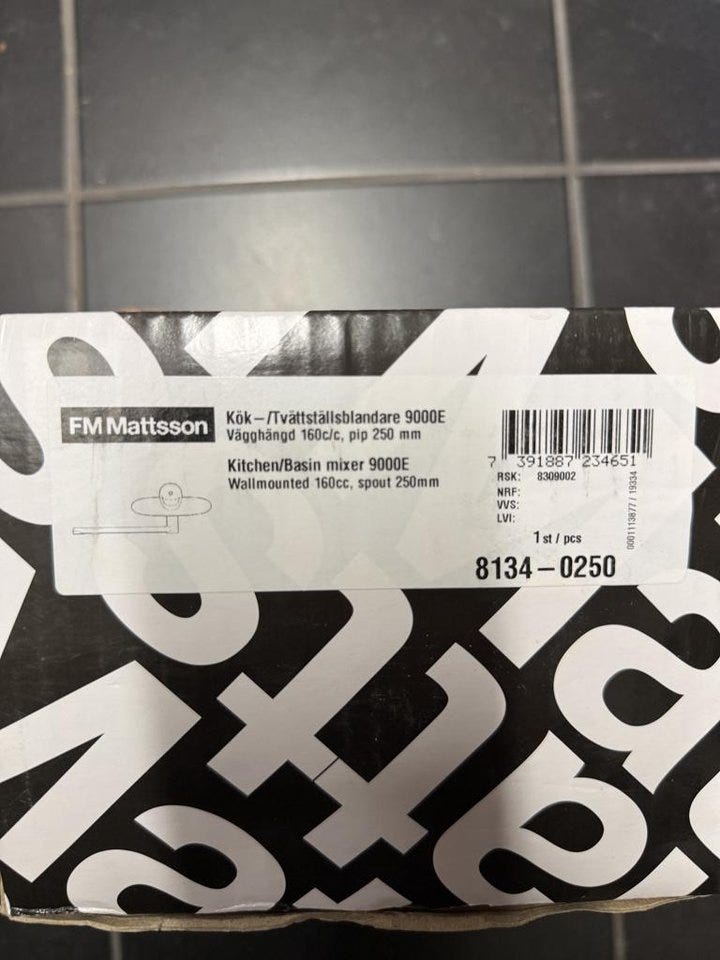 FM Mattsson
Kök-/Tvättställsblandare 9000E
Vägghängd 160c/c, pip 250 mm
Kitchen/Basin mixer 9000E
Wallmounted 160cc, spout 250mm
7 391887 234651
RSK: 8309002
NRF:
VVS:
LVI:
0001113877 / 19334
1 st / pcs
8134-0250